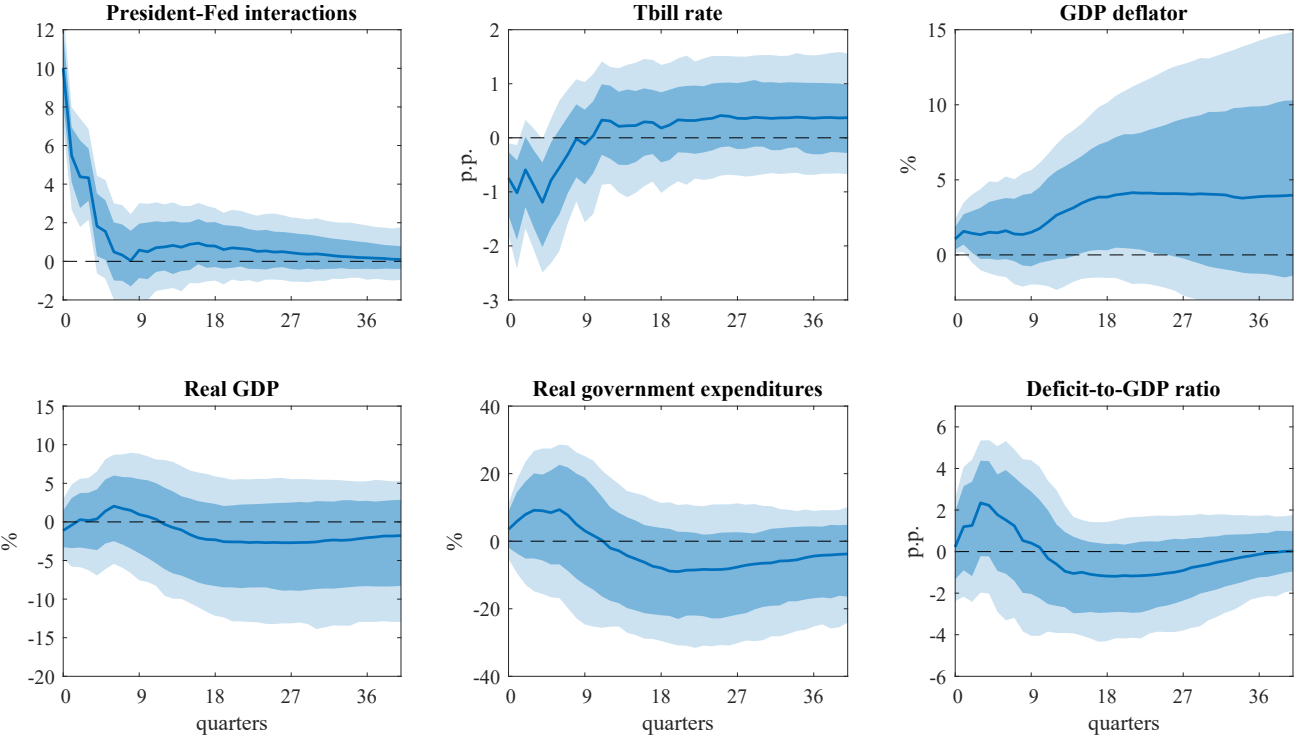 President-Fed interactions
12
10
8
6
4
2
0
-2
0 9 18 27 36
Tbill rate
p.p.
2
1
0
-1
-2
-3
0 9 18 27 36
GDP deflator
%
15
10
5
0
0 9 18 27 36
Real GDP
%
15
10
5
0
-5
-10
-15
-20
0 9 18 27 36
quarters
Real government expenditures
%
40
20
0
-20
-40
0 9 18 27 36
quarters
Deficit-to-GDP ratio
p.p.
6
4
2
0
-2
-4
-6
0 9 18 27 36
quarters